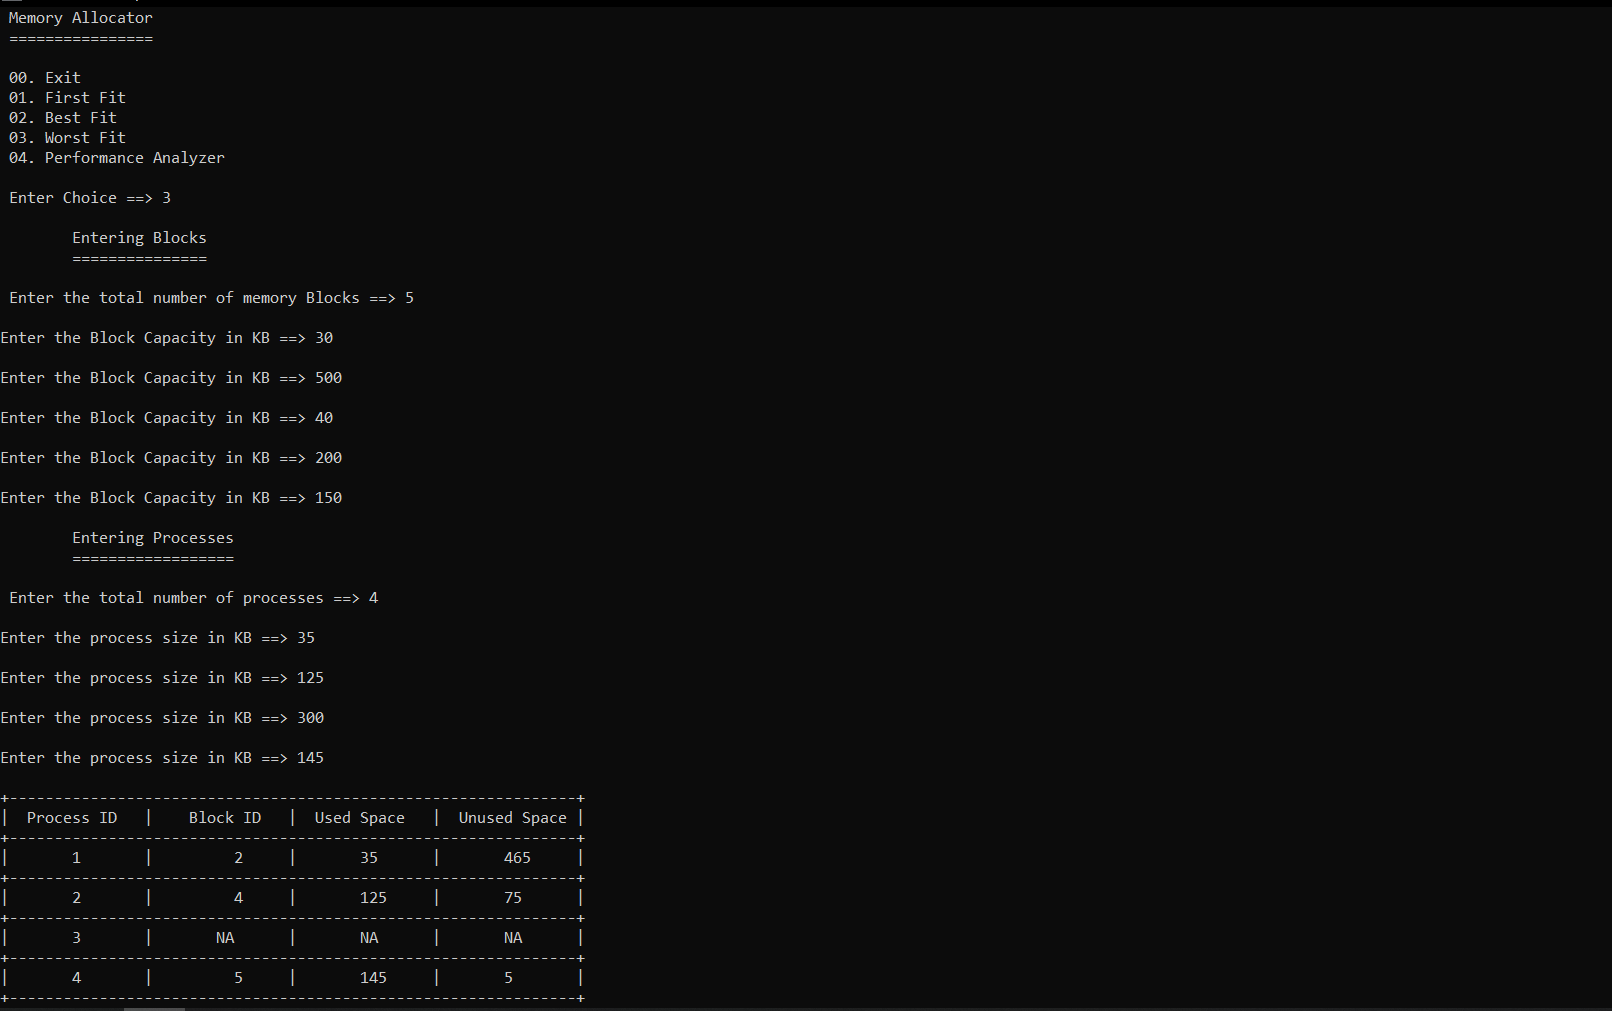 Memory Allocator
================
00. Exit
01. First Fit
02. Best Fit
03. Worst Fit
04. Performance Analyzer
Enter Choice ==> 3
Entering Blocks
===============
Enter the total number of memory Blocks ==> 5
Enter the Block Capacity in KB ==> 30
Enter the Block Capacity in KB ==> 500
Enter the Block Capacity in KB ==> 40
Enter the Block Capacity in KB ==> 200
Enter the Block Capacity in KB ==> 150
Entering Processes
==================
Enter the total number of processes ==> 4
Enter the process size in KB ==> 35
Enter the process size in KB ==> 125
Enter the process size in KB ==> 300
Enter the process size in KB ==> 145
+---------------------------------------------------------------+
| Process ID | Block ID | Used Space | Unused Space |
+---------------------------------------------------------------+
| 1 | 2 | 35 | 465 |
+---------------------------------------------------------------+
| 2 | 4 | 125 | 75 |
+---------------------------------------------------------------+
| 3 | NA | NA | NA |
+---------------------------------------------------------------+
| 4 | 5 | 145 | 5 |
+---------------------------------------------------------------+